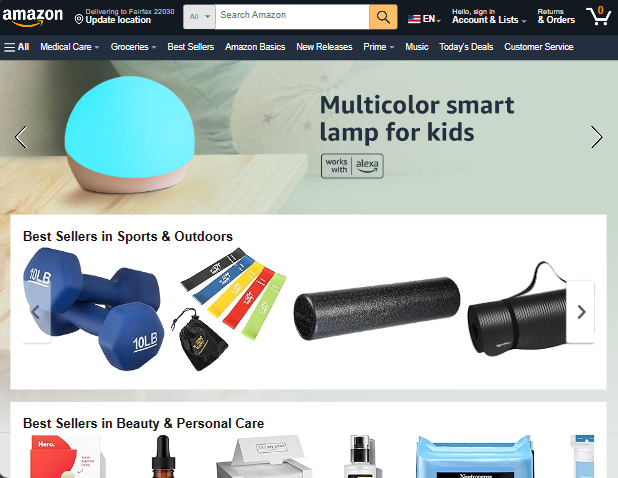 amazon
Delivering to Fairfax 22030
Update location
All
Search Amazon
EN
Hello, sign in
Account & Lists
Returns
& Orders
0
All
Medical Care
Groceries
Best Sellers
Amazon Basics
New Releases
Prime
Music
Today's Deals
Customer Service
Multicolor smart
lamp for kids
works
with
alexa
Best Sellers in Sports & Outdoors
10LB
10LB
Best Sellers in Beauty & Personal Care
Hero.
Neutrogena